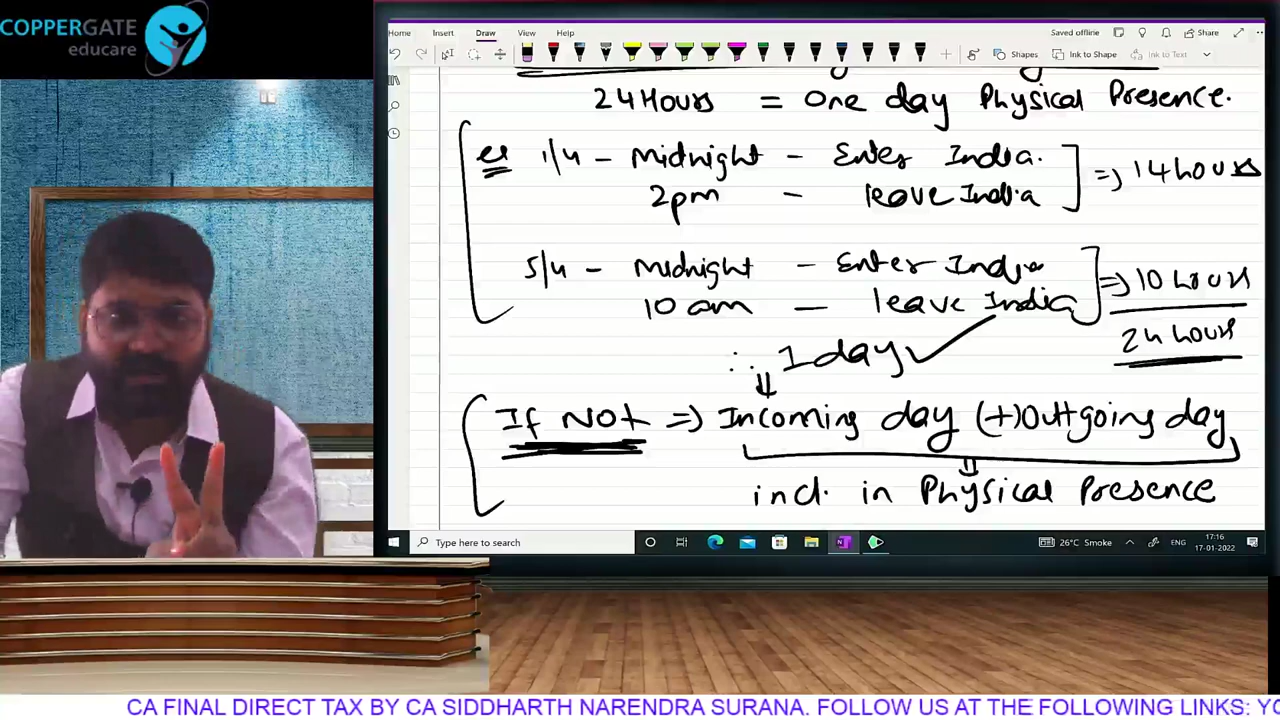 COPPERGATE
educare
Home Insert Draw View Help
Saved offline
Share
Shapes
Ink to Shape
Ink to Text
24 Hours = One day Physical Presence.
ex 1/4 - Midnight - Enter India. => 14 hours
2pm - leave India
5/4 - Midnight - Enter India => 10 hours
10 am - leave India
24 hours
∴ 1 day
If Not => Incoming day (+) Outtgoing day
incl. in Physical Presence
Type here to search
26°C Smoke
ENG
17:16
17-01-2022
CA FINAL DIRECT TAX BY CA SIDDHARTH NARENDRA SURANA. FOLLOW US AT THE FOLLOWING LINKS: YO